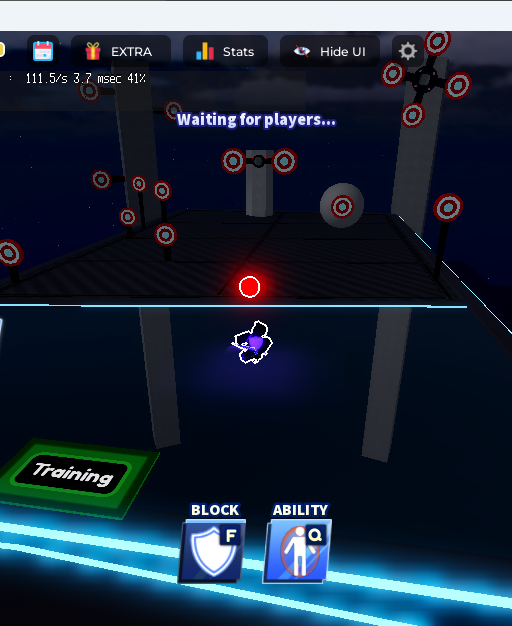 EXTRA
Stats
Hide UI
: 111.5/s 3.7 msec 41%
Waiting for players...
Training
BLOCK
ABILITY
F
Q